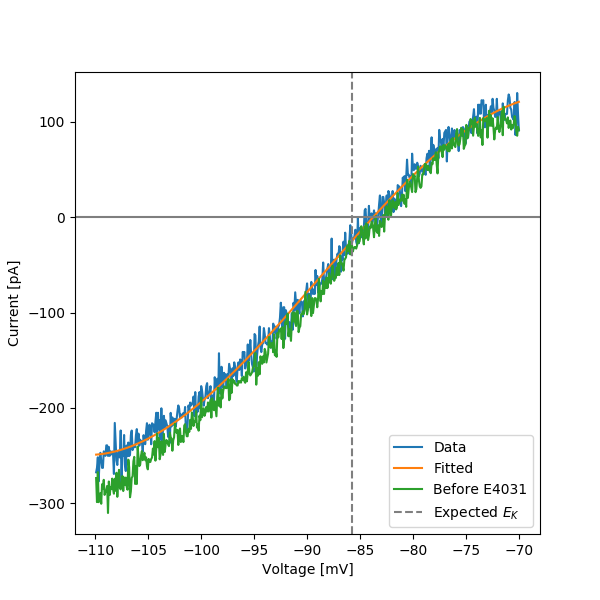 100
0
−100
−200
−300
Current [pA]
Data
Fitted
Before E4031
Expected E_K
−110 −105 −100 −95 −90 −85 −80 −75 −70
Voltage [mV]